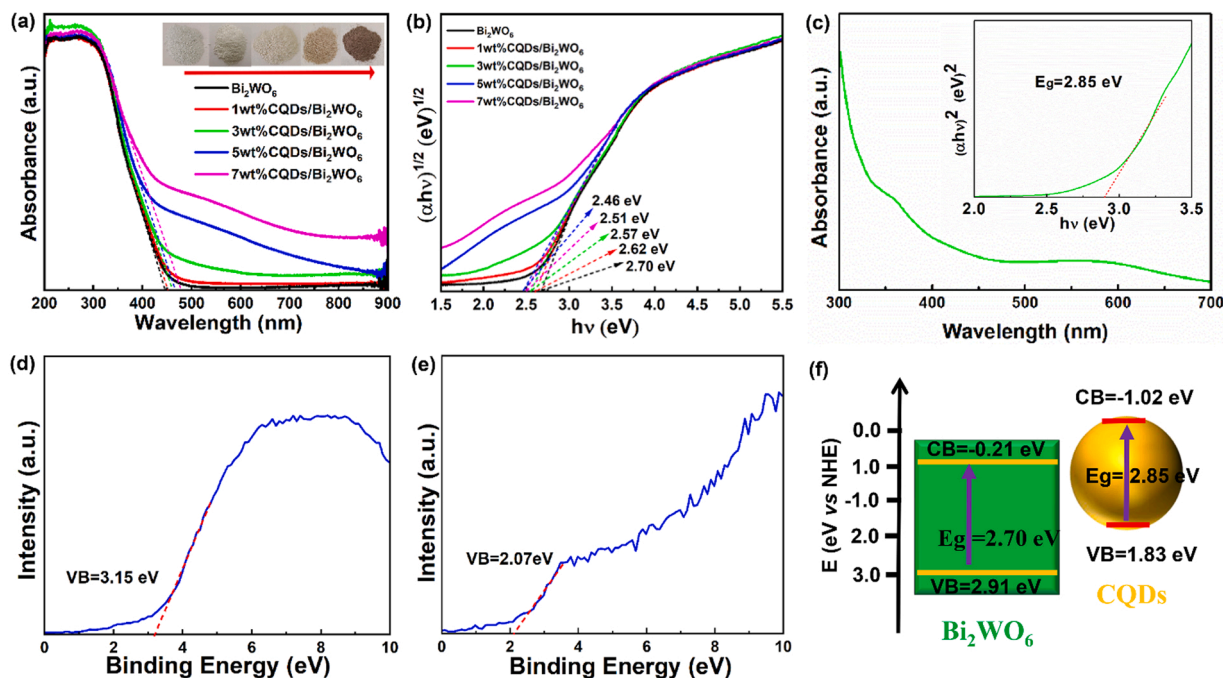 (a)
Bi₂WO₆
1wt%CQDs/Bi₂WO₆
3wt%CQDs/Bi₂WO₆
5wt%CQDs/Bi₂WO₆
7wt%CQDs/Bi₂WO₆
Absorbance (a.u.)
200 300 400 500 600 700 800 900
Wavelength (nm)
(b)
Bi₂WO₆
1wt%CQDs/Bi₂WO₆
3wt%CQDs/Bi₂WO₆
5wt%CQDs/Bi₂WO₆
7wt%CQDs/Bi₂WO₆
(αhν)^1/2 (eV)^1/2
2.46 eV
2.51 eV
2.57 eV
2.62 eV
2.70 eV
1.5 2.0 2.5 3.0 3.5 4.0 4.5 5.0 5.5
hν (eV)
(c)
Absorbance (a.u.)
Eg=2.85 eV
(αhν)² (eV)²
2.0 2.5 3.0 3.5
hν (eV)
300 400 500 600 700
Wavelength (nm)
(d)
Intensity (a.u.)
VB=3.15 eV
0 2 4 6 8 10
Binding Energy (eV)
(e)
Intensity (a.u.)
VB=2.07eV
0 2 4 6 8 10
Binding Energy (eV)
(f)
E (eV vs NHE)
0.0
1.0
-1.0
2.0
3.0
CB=-0.21 eV
Eg=2.70 eV
VB=2.91 eV
Bi₂WO₆
CB=-1.02 eV
Eg=-2.85 eV
VB=1.83 eV
CQDs